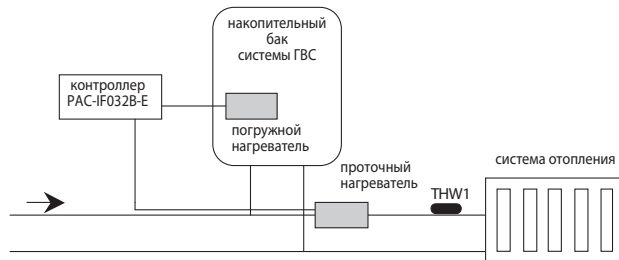 накопительный
бак
системы ГВС
контроллер
PAC-IF032B-E
погружной
нагреватель
проточный
нагреватель
THW1
система отопления